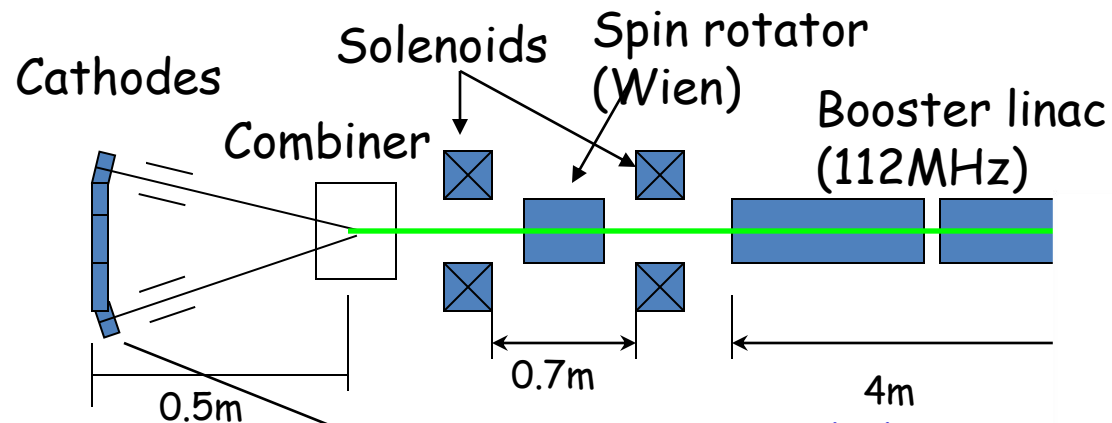 Cathodes
Combiner
Solenoids
Spin rotator
(Wien)
Booster linac
(112MHz)
0.5m
0.7m
4m